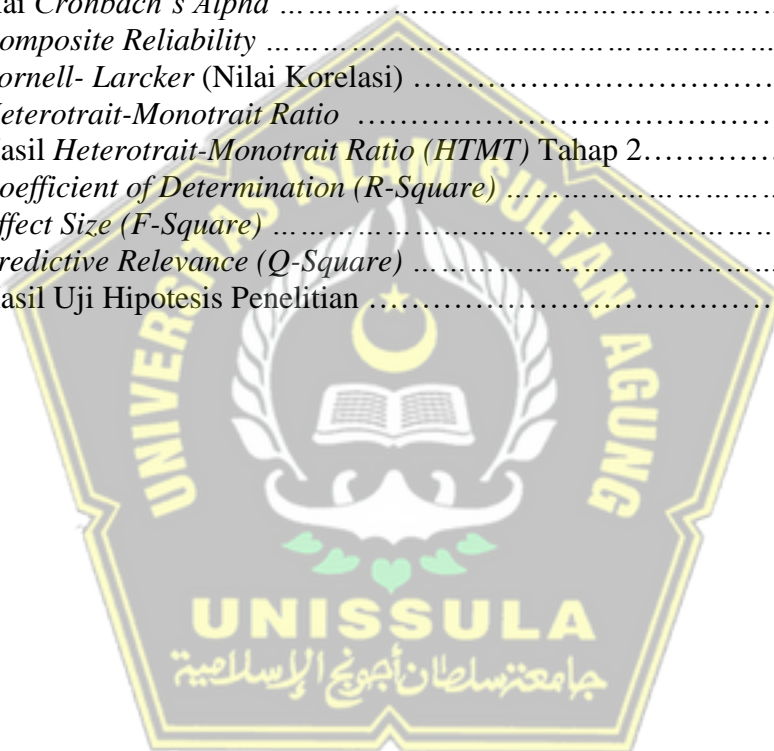 lai Cronbach's Alpha ……………………………………………
omposite Reliability ……………………………………………
ornell- Larcker (Nilai Korelasi) ……………………………………
eterotrait-Monotrait Ratio ……………………………………
asil Heterotrait-Monotrait Ratio (HTMT) Tahap 2…………
oefficient of Determination (R-Square) ……………………
ffect Size (F-Square) ……………………………………………
redictive Relevance (Q-Square) ……………………………
asil Uji Hipotesis Penelitian ……………………………………
UNIVERSITAS ISLAM SULTAN AGUNG
UNISSULA
جامعة سلطان أجونج الإسلامية